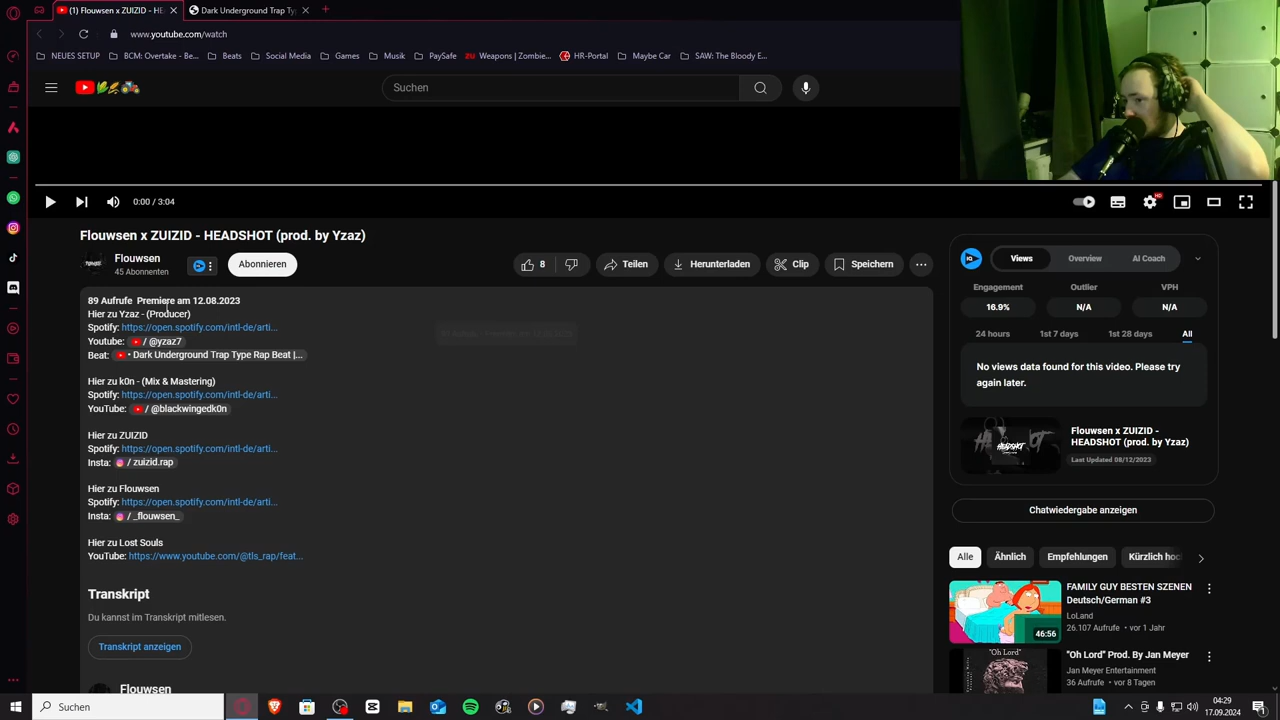 (1) Flouwsen x ZUIZID - HEADSHOT
Dark Underground Trap Typ
www.youtube.com/watch
NEUES SETUP
BCM: Overtake - Be...
Beats
Social Media
Games
Musik
PaySafe
Weapons | Zombie...
HR-Portal
Maybe Car
SAW: The Bloody E...
Suchen
0:00 / 3:04
Flouwsen x ZUIZID - HEADSHOT (prod. by Yzaz)
Flouwsen
45 Abonnenten
Abonnieren
8
Teilen
Herunterladen
Clip
Speichern
89 Aufrufe Premiere am 12.08.2023
Hier zu Yzaz - (Producer)
Spotify: https://open.spotify.com/intl-de/arti...
Youtube: / @yzaz7
Beat: • Dark Underground Trap Type Rap Beat |...
Hier zu k0n - (Mix & Mastering)
Spotify: https://open.spotify.com/intl-de/arti...
YouTube: / @blackwingedk0n
Hier zu ZUIZID
Spotify: https://open.spotify.com/intl-de/arti...
Insta: / zuizid.rap
Hier zu Flouwsen
Spotify: https://open.spotify.com/intl-de/arti...
Insta: / _flouwsen_
Hier zu Lost Souls
YouTube: https://www.youtube.com/@tls_rap/feat...
Transkript
Du kannst im Transkript mitlesen.
Transkript anzeigen
Flouwsen
Views
Overview
AI Coach
Engagement
Outlier
VPH
16.9%
N/A
N/A
24 hours
1st 7 days
1st 28 days
All
No views data found for this video. Please try
again later.
Flouwsen x ZUIZID -
HEADSHOT (prod. by Yzaz)
Last Updated 08/12/2023
Chatwiedergabe anzeigen
Alle
Ähnlich
Empfehlungen
Kürzlich hoc
FAMILY GUY BESTEN SZENEN
Deutsch/German #3
LoLand
26.107 Aufrufe • vor 1 Jahr
46:56
"Oh Lord" Prod. By Jan Meyer
Jan Meyer Entertainment
36 Aufrufe • vor 8 Tagen
"Oh Lord"
Suchen
04:29
17.09.2024